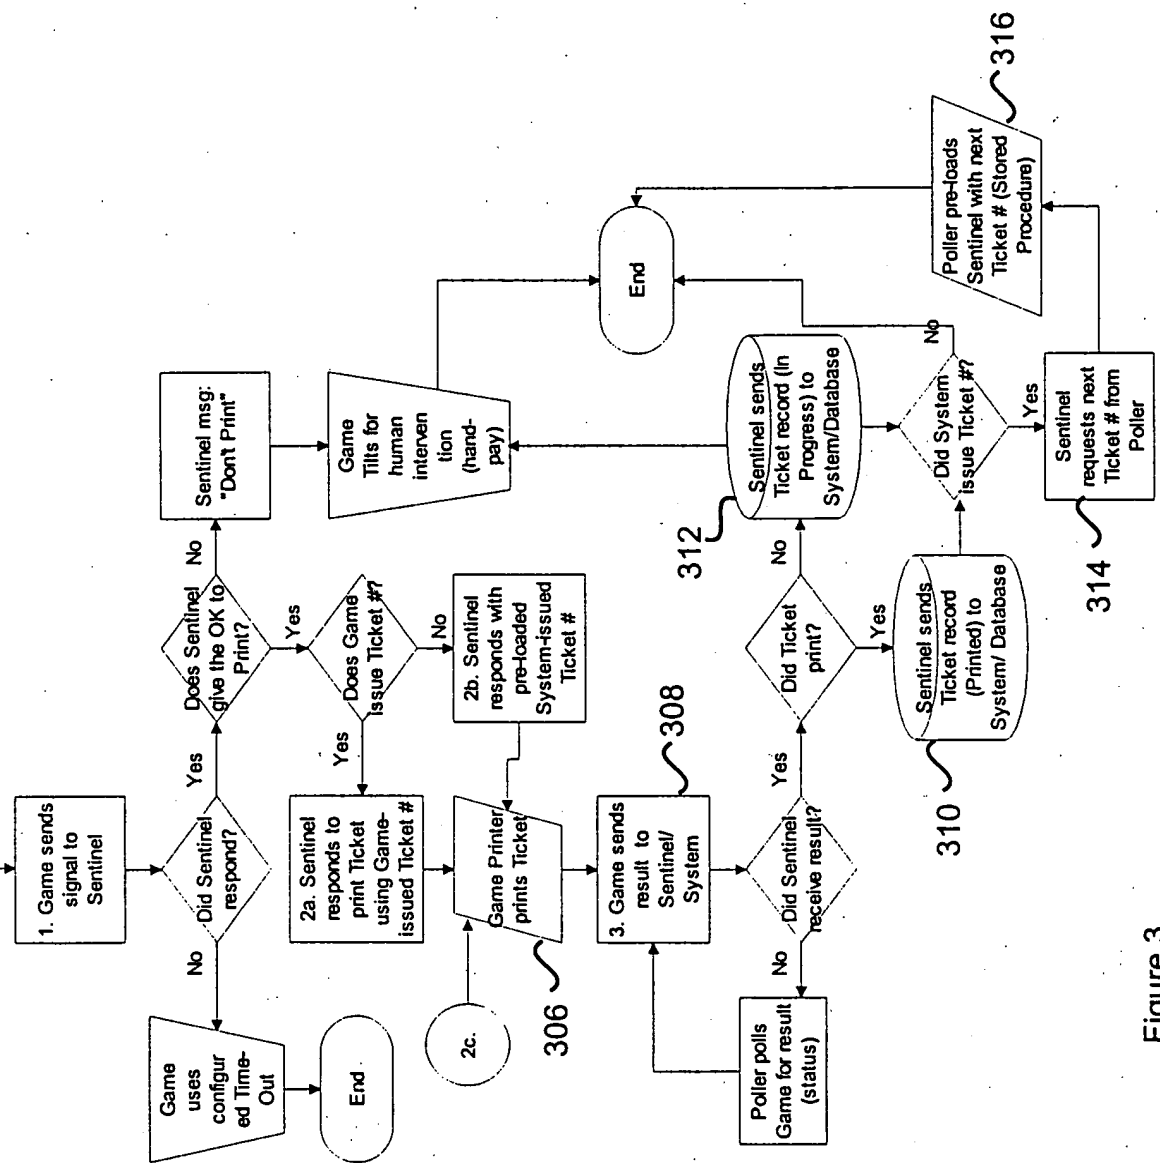 1. Game sends
signal to
Sentinel
Did Sentinel
respond?
No
Yes
Game
uses
configur
ed Time-
Out
End
Does Sentinel
give the OK to
Print?
No
Yes
Sentinel msg:
"Don't Print"
Game
Tilts for
human
interven
tion
(hand-
pay)
Does Game
issue Ticket #?
Yes
No
2a. Sentinel
responds to
print Ticket
using Game-
issued Ticket #
2b. Sentinel
responds with
pre-loaded
System-issued
Ticket #
2c.
Game Printer
prints Ticket
306
3. Game sends
result to
Sentinel/
System
308
Did Sentinel
receive result?
No
Yes
Poller polls
Game for result
(status)
Did Ticket
print?
No
Yes
Sentinel sends
Ticket record
(Printed) to
System/ Database
310
Sentinel sends
Ticket record (In
Progress) to
System/Database
312
Did System
issue Ticket #?
No
Yes
Sentinel
requests next
Ticket # from
Poller
314
Poller pre-loads
Sentinel with next
Ticket # (Stored
Procedure)
316
End
Figure 3